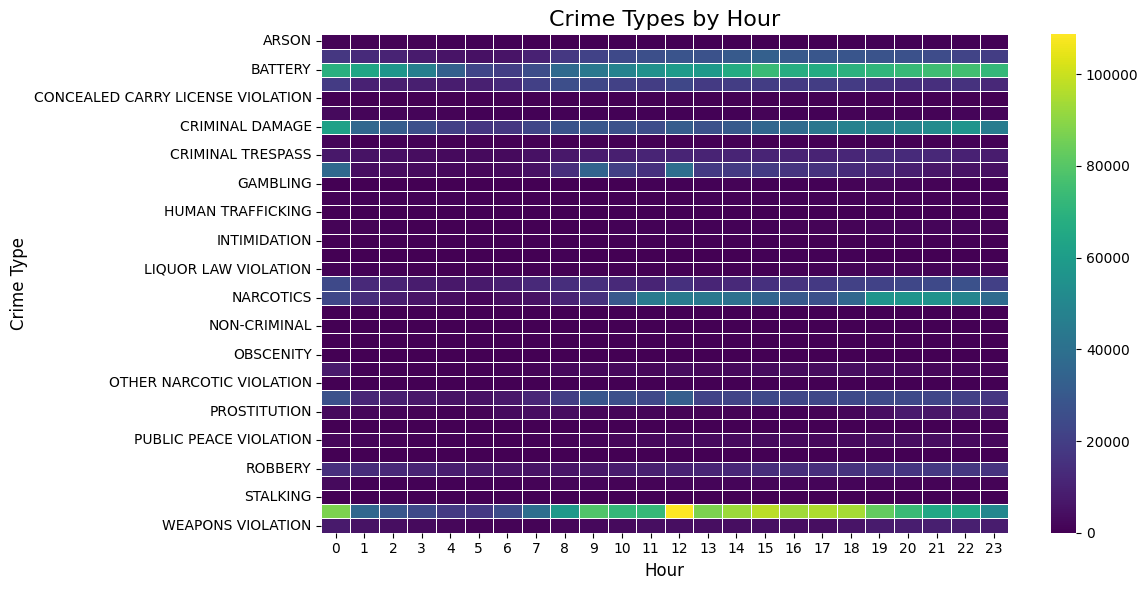 Crime Types by Hour
Crime Type
ARSON
BATTERY
CONCEALED CARRY LICENSE VIOLATION
CRIMINAL DAMAGE
CRIMINAL TRESPASS
GAMBLING
HUMAN TRAFFICKING
INTIMIDATION
LIQUOR LAW VIOLATION
NARCOTICS
NON-CRIMINAL
OBSCENITY
OTHER NARCOTIC VIOLATION
PROSTITUTION
PUBLIC PEACE VIOLATION
ROBBERY
STALKING
WEAPONS VIOLATION
0 1 2 3 4 5 6 7 8 9 10 11 12 13 14 15 16 17 18 19 20 21 22 23
Hour
100000
80000
60000
40000
20000
0